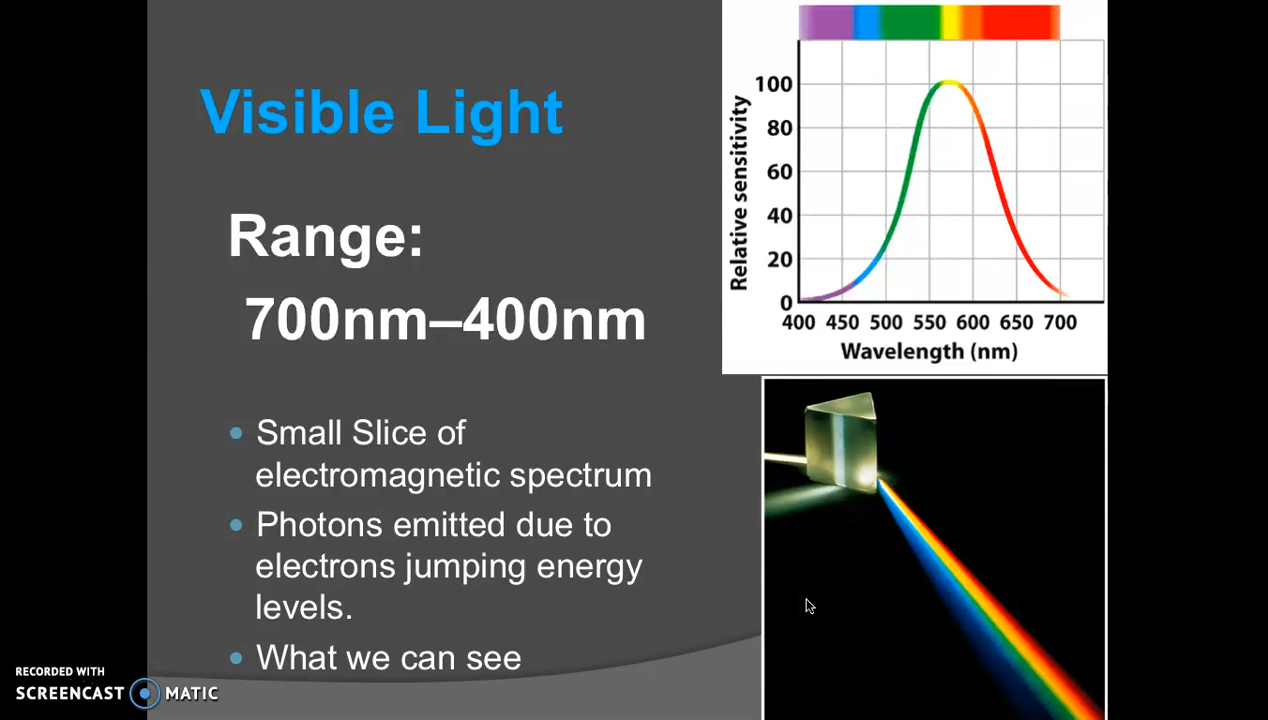 Visible Light
Range:
700nm–400nm
Small Slice of
electromagnetic spectrum
Photons emitted due to
electrons jumping energy
levels.
What we can see
Relative sensitivity
100
80
60
40
20
0
400 450 500 550 600 650 700
Wavelength (nm)
RECORDED WITH
SCREENCAST MATIC